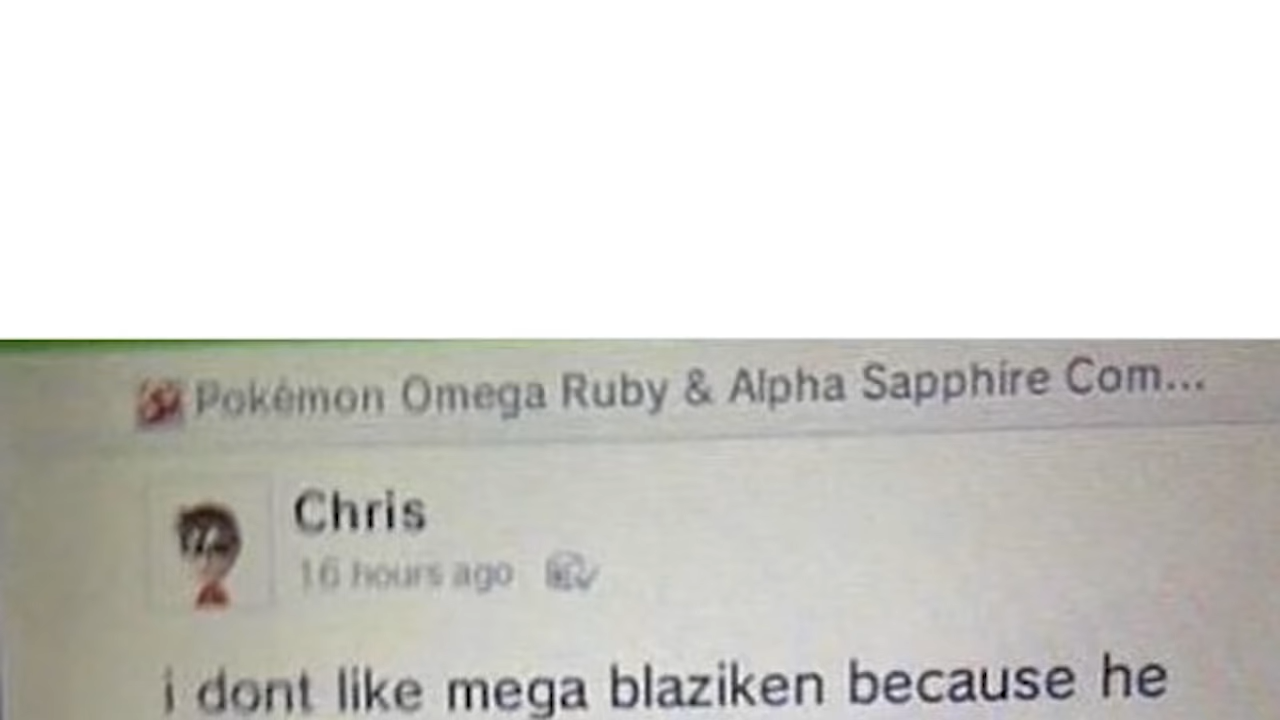 Pokémon Omega Ruby & Alpha Sapphire Com...
Chris
16 hours ago
i dont like mega blaziken because he